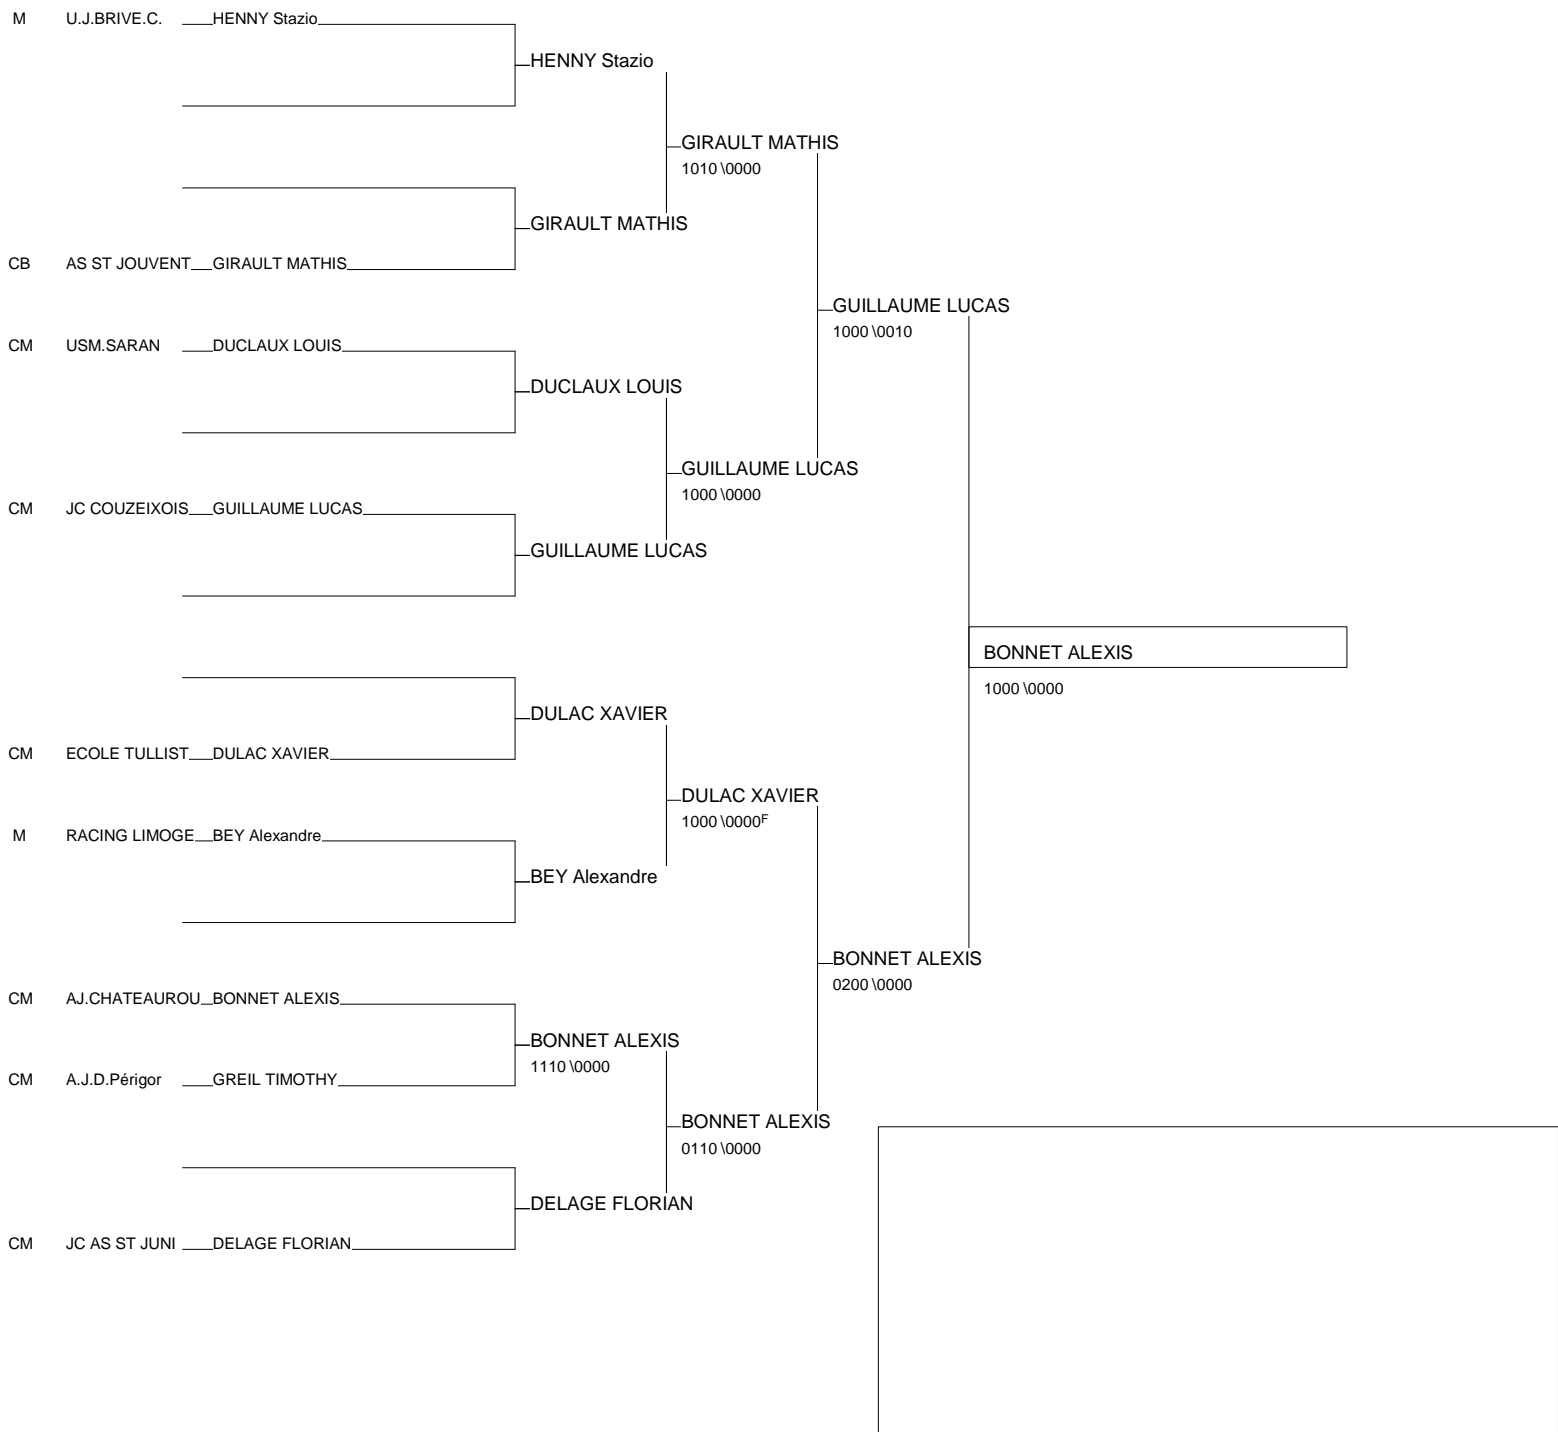 M U.J.BRIVE.C. HENNY Stazio
HENNY Stazio
GIRAULT MATHIS
1010 \0000
GIRAULT MATHIS
CB AS ST JOUVENT GIRAULT MATHIS
GUILLAUME LUCAS
1000 \0010
CM USM.SARAN DUCLAUX LOUIS
DUCLAUX LOUIS
GUILLAUME LUCAS
1000 \0000
CM JC COUZEIXOIS GUILLAUME LUCAS
GUILLAUME LUCAS
BONNET ALEXIS
1000 \0000
DULAC XAVIER
CM ECOLE TULLIST DULAC XAVIER
DULAC XAVIER
1000 \0000F
M RACING LIMOGE BEY Alexandre
BEY Alexandre
BONNET ALEXIS
0200 \0000
CM AJ.CHATEAUROU BONNET ALEXIS
BONNET ALEXIS
1110 \0000
CM A.J.D.Périgor GREIL TIMOTHY
BONNET ALEXIS
0110 \0000
DELAGE FLORIAN
CM JC AS ST JUNI DELAGE FLORIAN